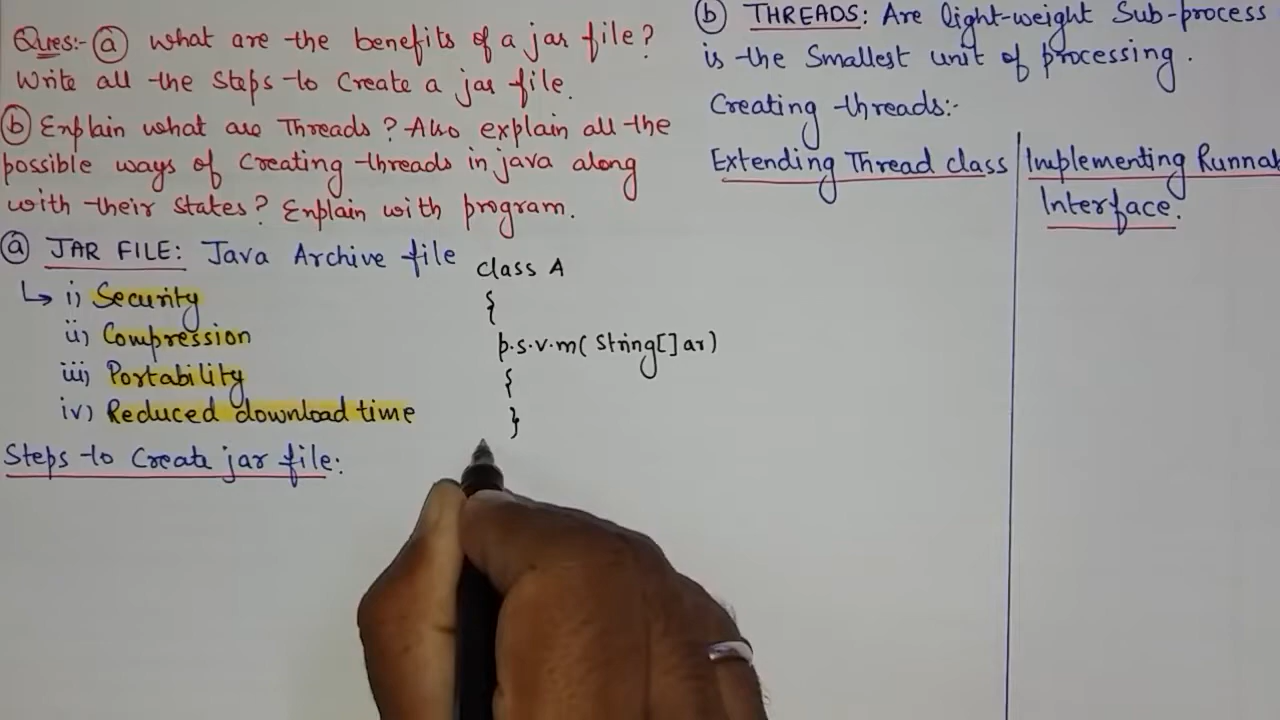 Ques:- (a) what are the benefits of a jar file?
Write all the steps to create a jar file.
(b) Explain what are Threads? Also explain all the
possible ways of creating threads in java along
with their states? Explain with program.
(a) JAR FILE: Java Archive file
↳ i) Security
ii) Compression
iii) Portability
iv) Reduced download time
Steps to create jar file:
class A
{
p.s.v.m( String[] ar)
{
}
(b) THREADS: Are light-weight Sub-process
is the smallest unit of processing.
Creating threads:-
Extending Thread class
Implementing Runnab
Interface.